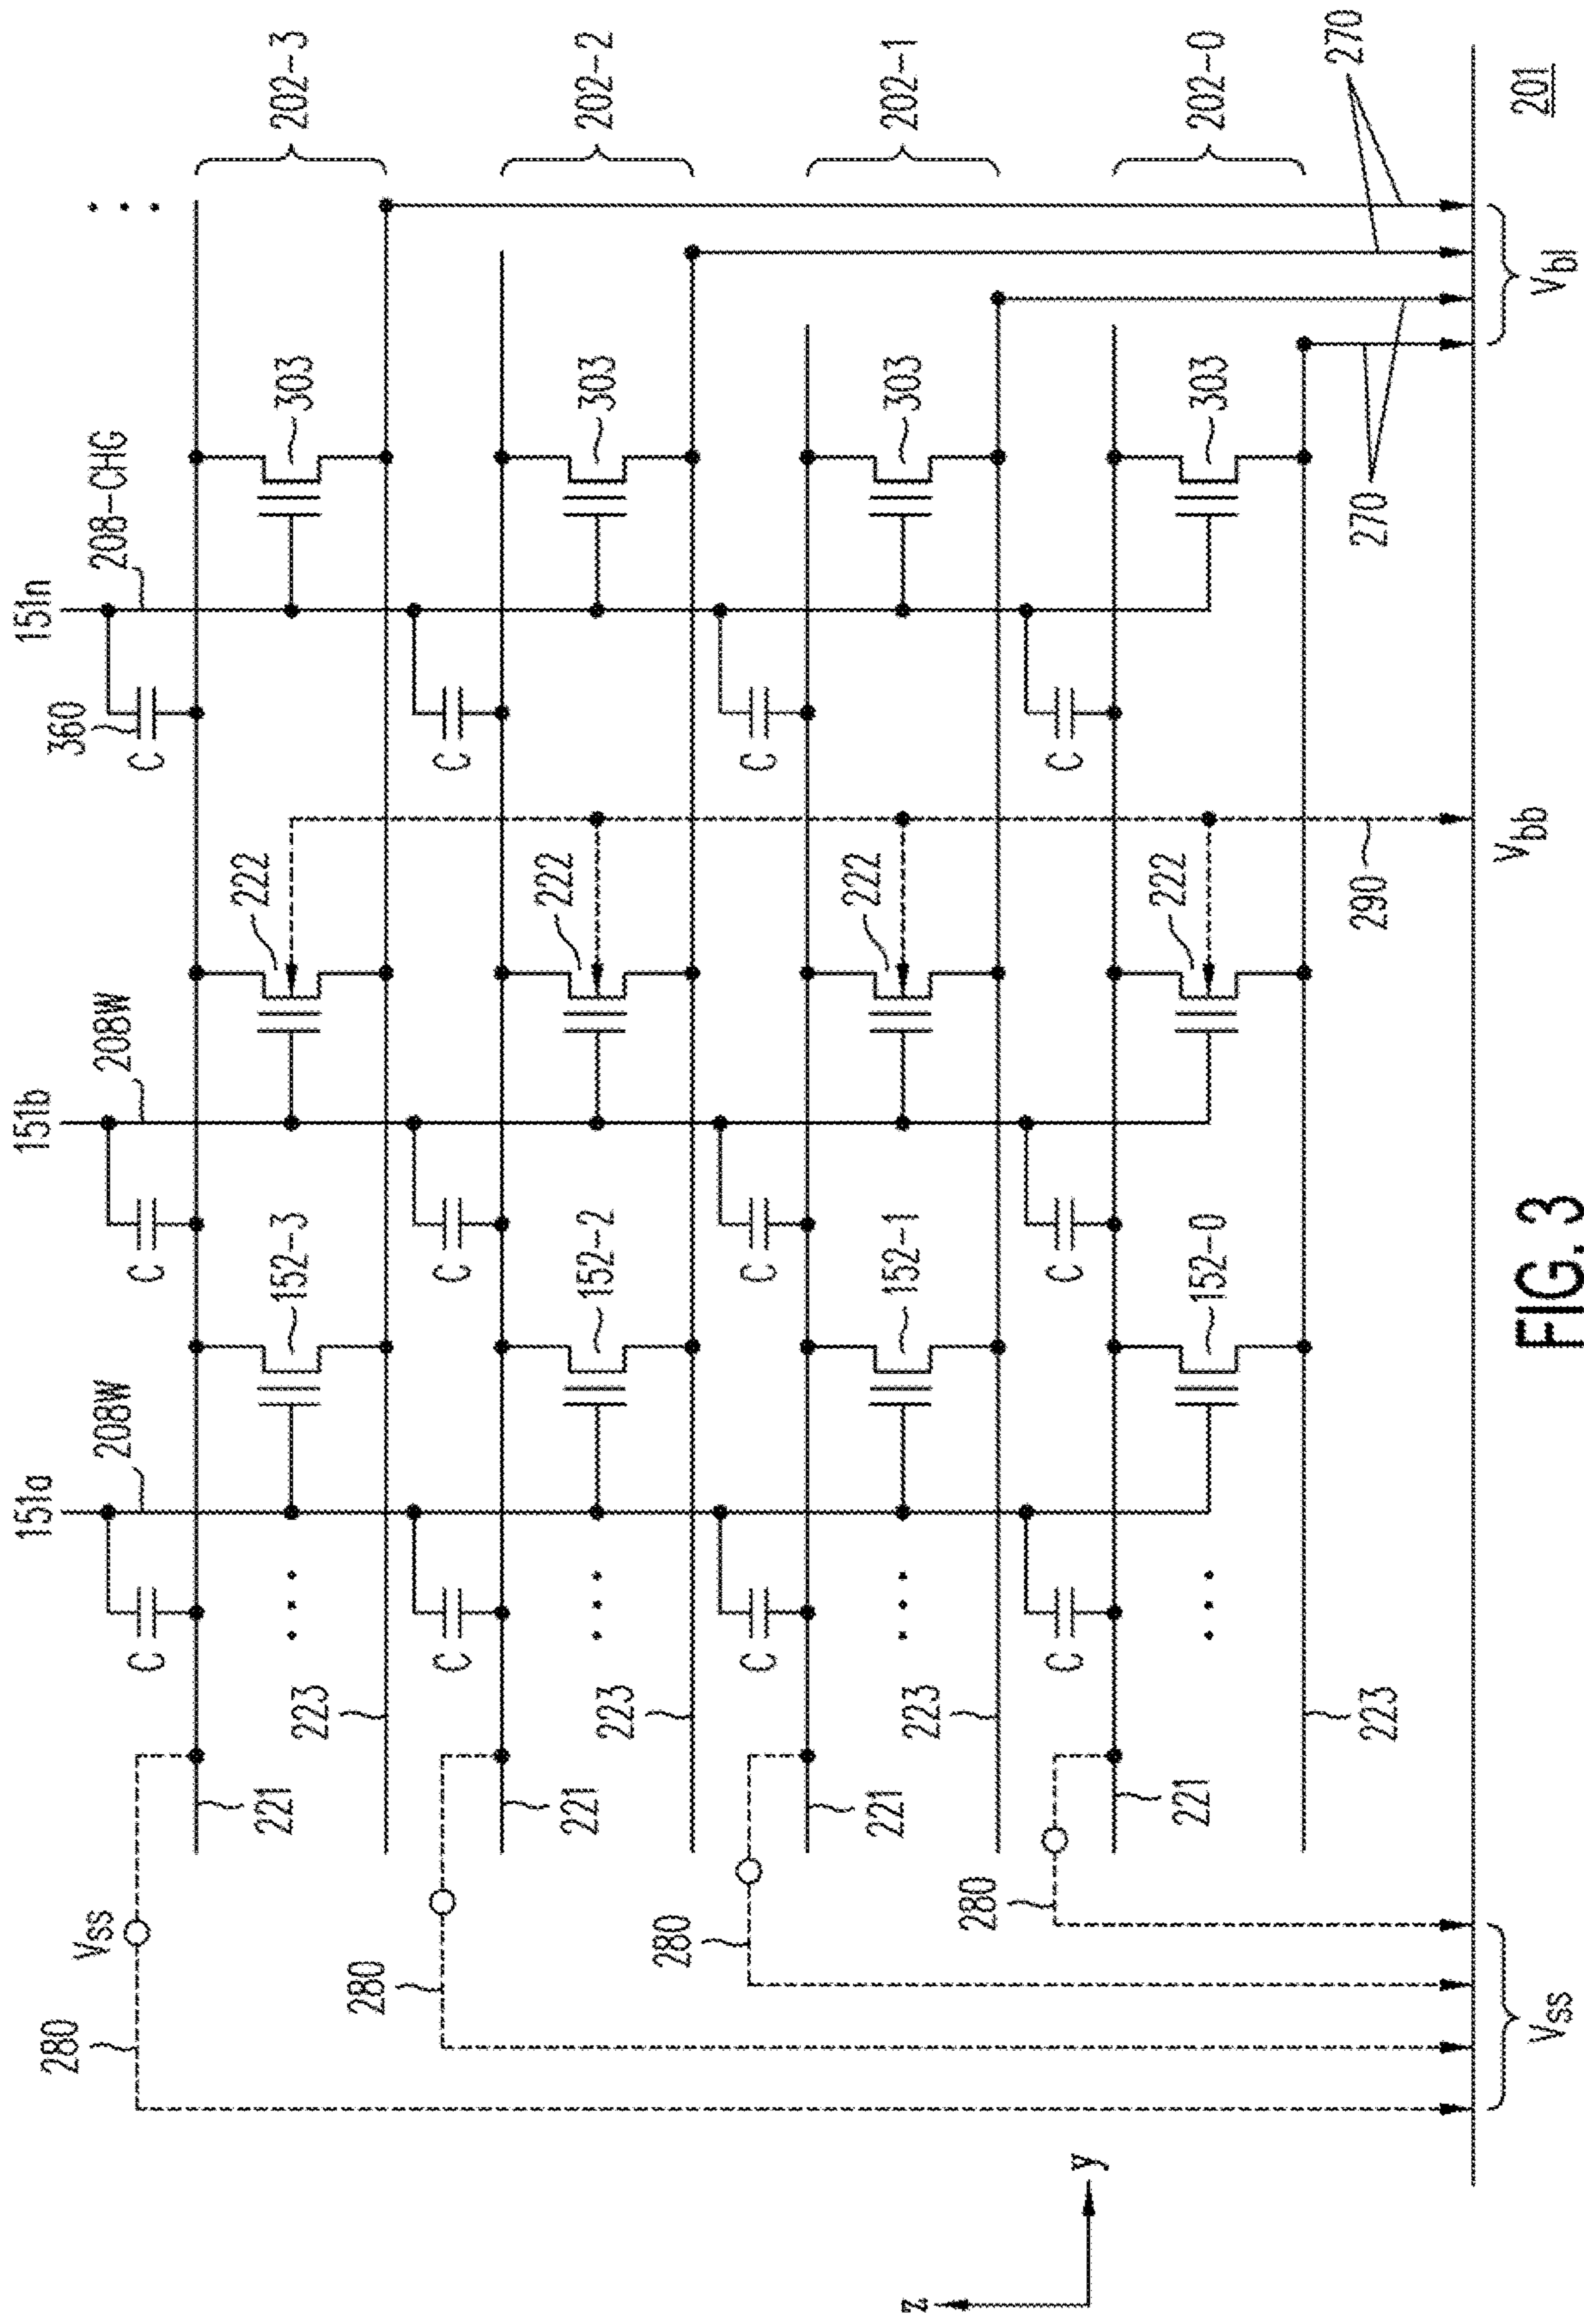 151a
151b
151n
208W
208W
208-CHG
360
C
C
C
280
Vss
221
223
152-3
222
303
202-3
C
C
C
280
221
223
152-2
222
303
202-2
C
C
C
280
221
223
152-1
222
303
202-1
C
C
C
280
221
223
152-0
222
303
202-0
290
270
270
z
y
Vss
Vbb
Vbl
201
FIG. 3